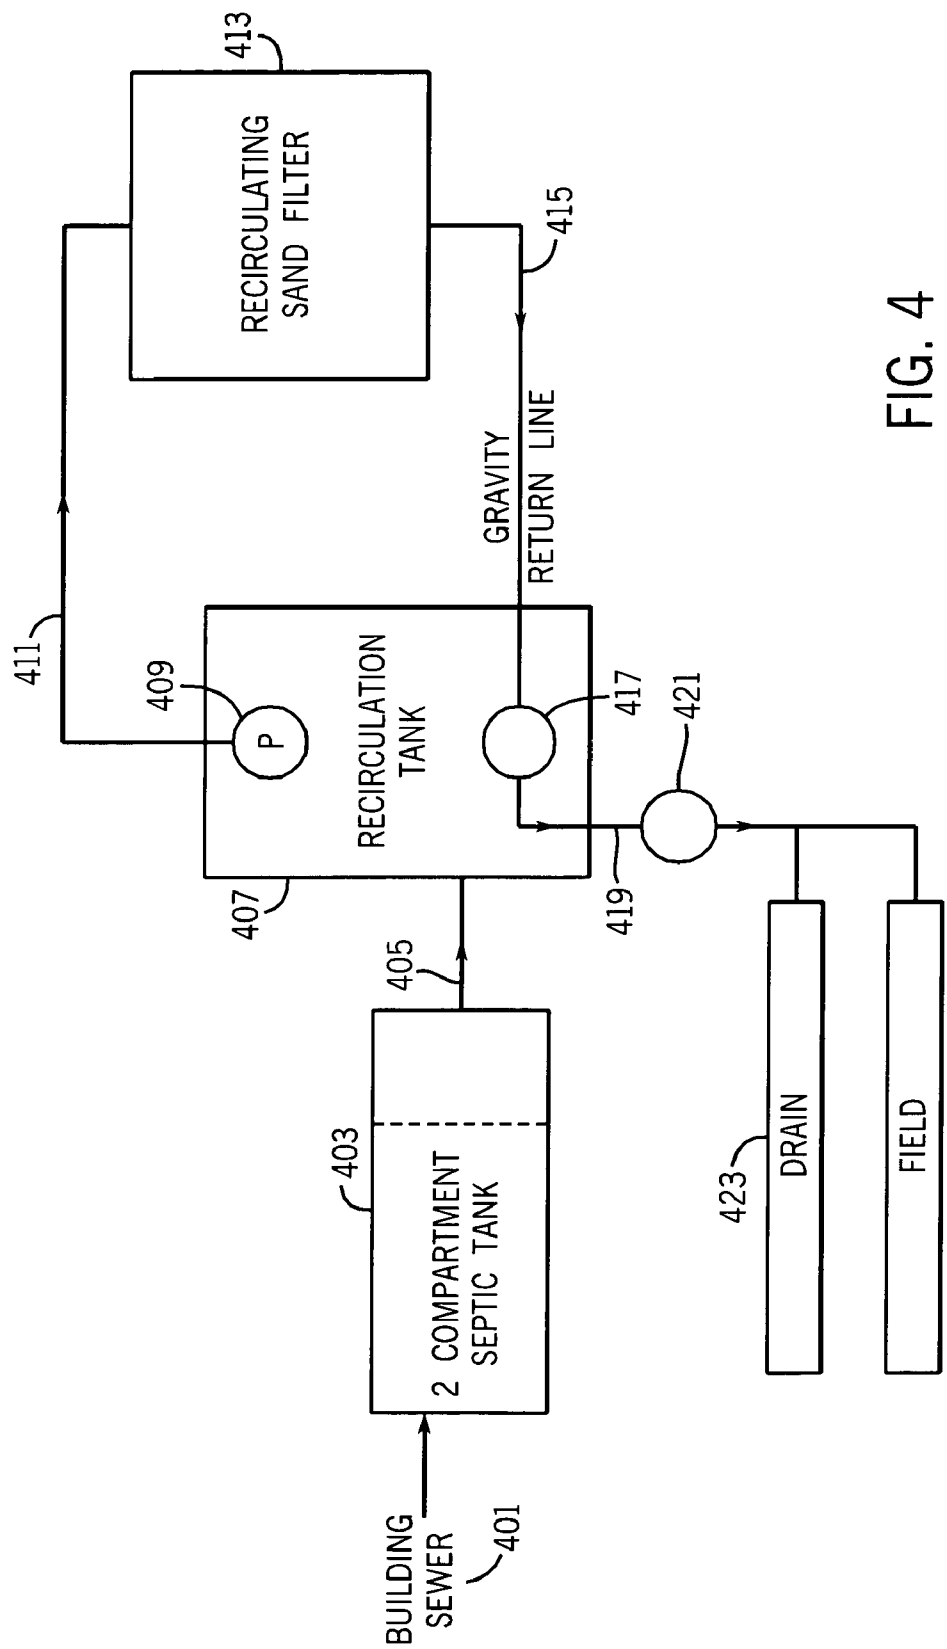 413
RECIRCULATING
SAND FILTER
415
411
GRAVITY
RETURN LINE
409
P
RECIRCULATION
TANK
417
421
407
419
405
403
2 COMPARTMENT
SEPTIC TANK
423
DRAIN
FIELD
BUILDING
SEWER
401
FIG. 4